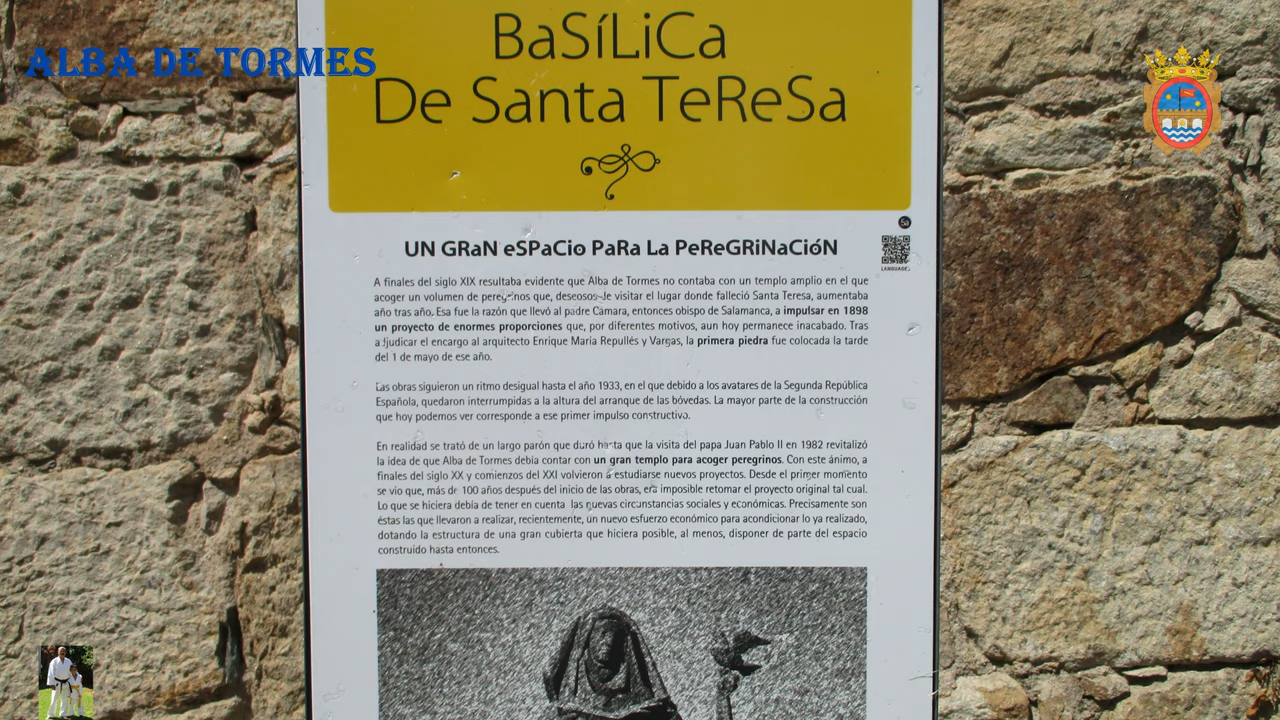 ALBA DE TORMES
BaSíLiCa
De Santa TeReSa
Sa
LANGUAGES
UN GRaN eSPaCio PaRa La PeReGRiNaCióN
A finales del siglo XIX resultaba evidente que Alba de Tormes no contaba con un templo amplio en el que
acoger un volumen de peregrinos que, deseosos de visitar el lugar donde falleció Santa Teresa, aumentaba
año tras año. Esa fue la razón que llevó al padre Cámara, entonces obispo de Salamanca, a impulsar en 1898
un proyecto de enormes proporciones que, por diferentes motivos, aun hoy permanece inacabado. Tras
adjudicar el encargo al arquitecto Enrique María Repullés y Vargas, la primera piedra fue colocada la tarde
del 1 de mayo de ese año.
Las obras siguieron un ritmo desigual hasta el año 1933, en el que debido a los avatares de la Segunda República
Española, quedaron interrumpidas a la altura del arranque de las bóvedas. La mayor parte de la construcción
que hoy podemos ver corresponde a ese primer impulso constructivo.
En realidad se trató de un largo parón que duró hasta que la visita del papa Juan Pablo II en 1982 revitalizó
la idea de que Alba de Tormes debía contar con un gran templo para acoger peregrinos. Con este ánimo, a
finales del siglo XX y comienzos del XXI volvieron a estudiarse nuevos proyectos. Desde el primer momento
se vio que, más de 100 años después del inicio de las obras, era imposible retomar el proyecto original tal cual.
Lo que se hiciera debía de tener en cuenta las nuevas circunstancias sociales y económicas. Precisamente son
éstas las que llevaron a realizar, recientemente, un nuevo esfuerzo económico para acondicionar lo ya realizado,
dotando la estructura de una gran cubierta que hiciera posible, al menos, disponer de parte del espacio
construido hasta entonces.